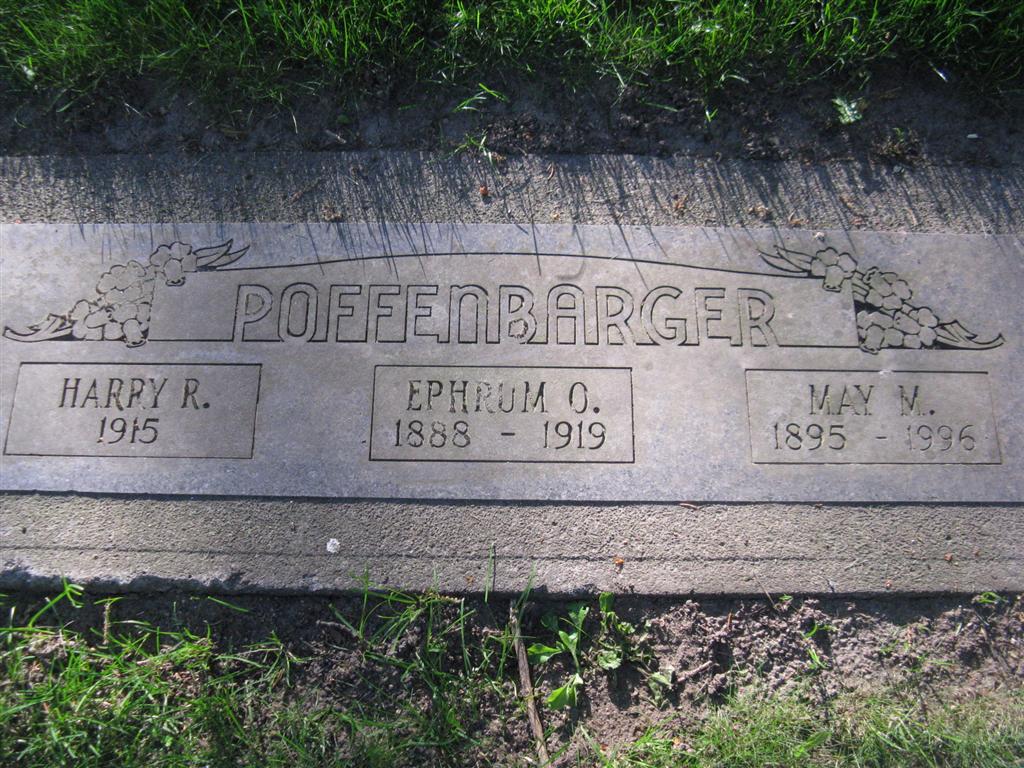 POFFENBARGER
HARRY R.
1915
EPHRUM O.
1888 - 1919
MAY M.
1895 - 1996